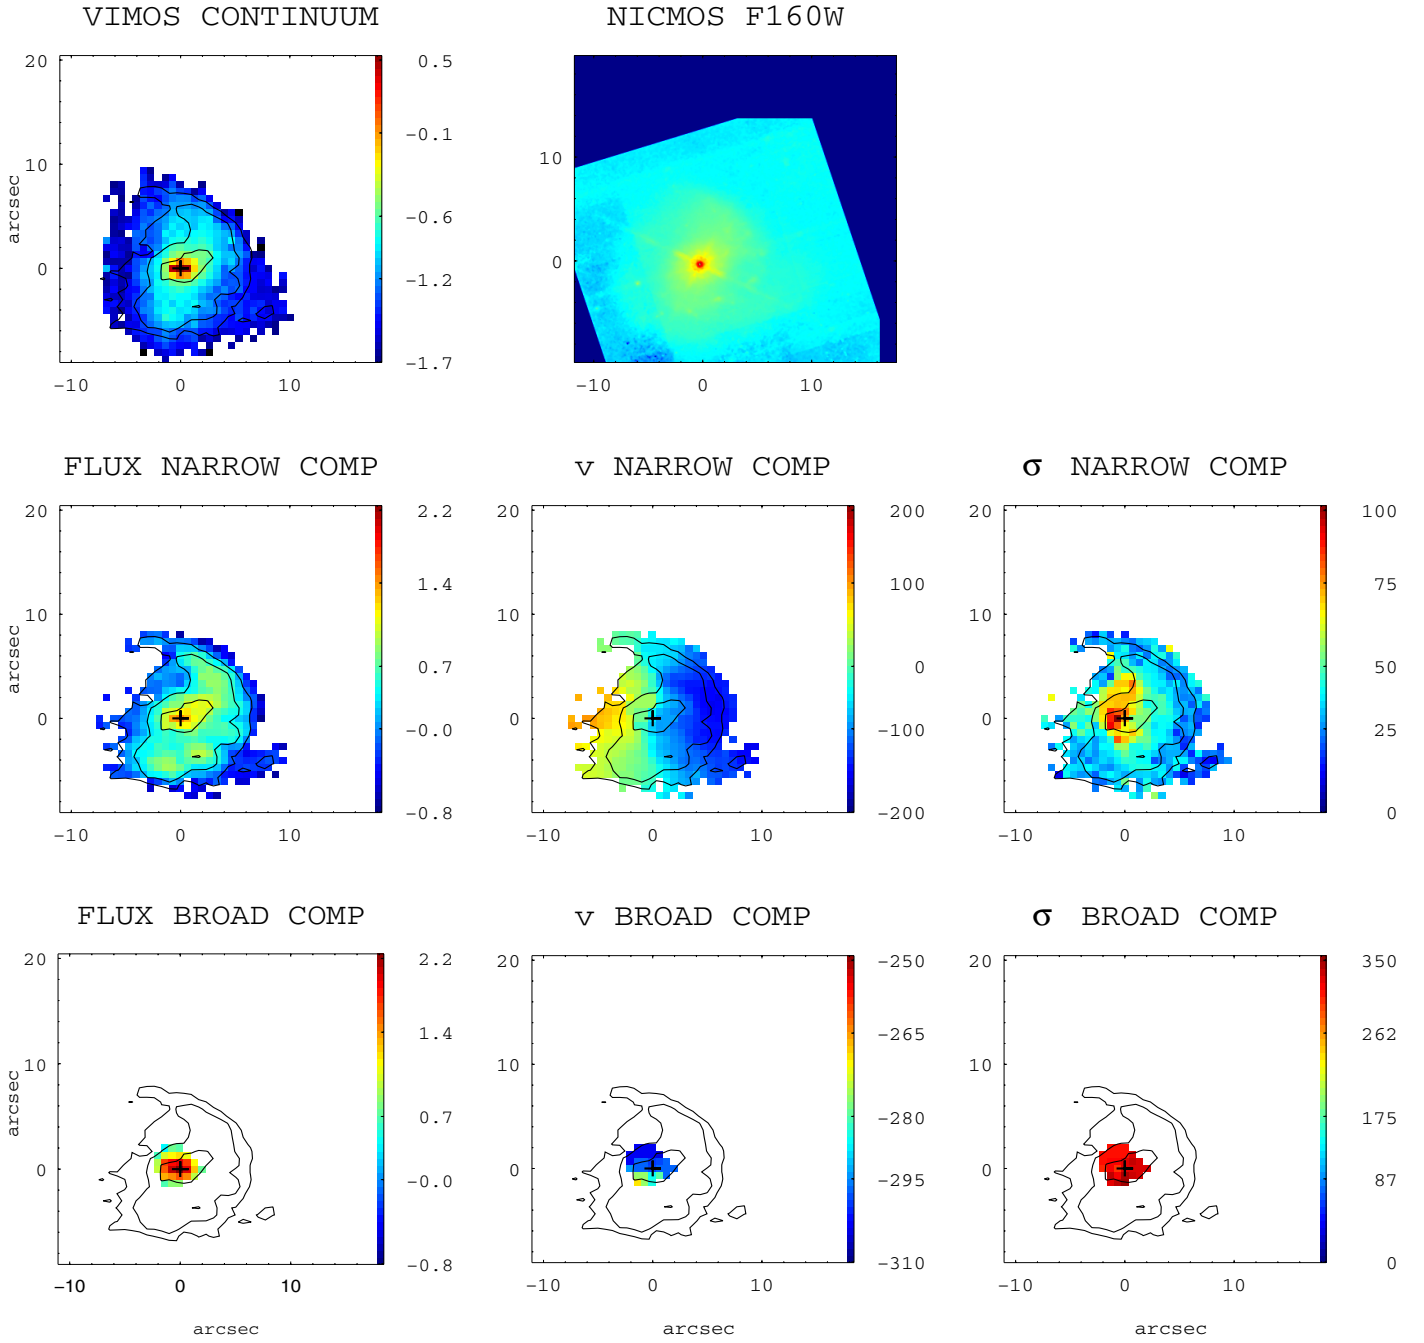 VIMOS CONTINUUM NICMOS F160W
20 0.5
-0.1
10 10
-0.6
arcsec
0 0
-1.2
-1.7
-10 0 10 -10 0 10
FLUX NARROW COMP v NARROW COMP σ NARROW COMP
20 2.2 20 200 20 100
1.4 100 75
10 10 10
0.7 0 50
arcsec
0 0 0
-0.0 -100 25
-0.8 -200 0
-10 0 10 -10 0 10 -10 0 10
FLUX BROAD COMP v BROAD COMP σ BROAD COMP
20 2.2 20 -250 20 350
1.4 -265 262
10 10 10
0.7 -280 175
arcsec
0 0 0
-0.0 -295 87
-0.8 -310 0
-10 0 10 -10 0 10 -10 0 10
arcsec arcsec arcsec